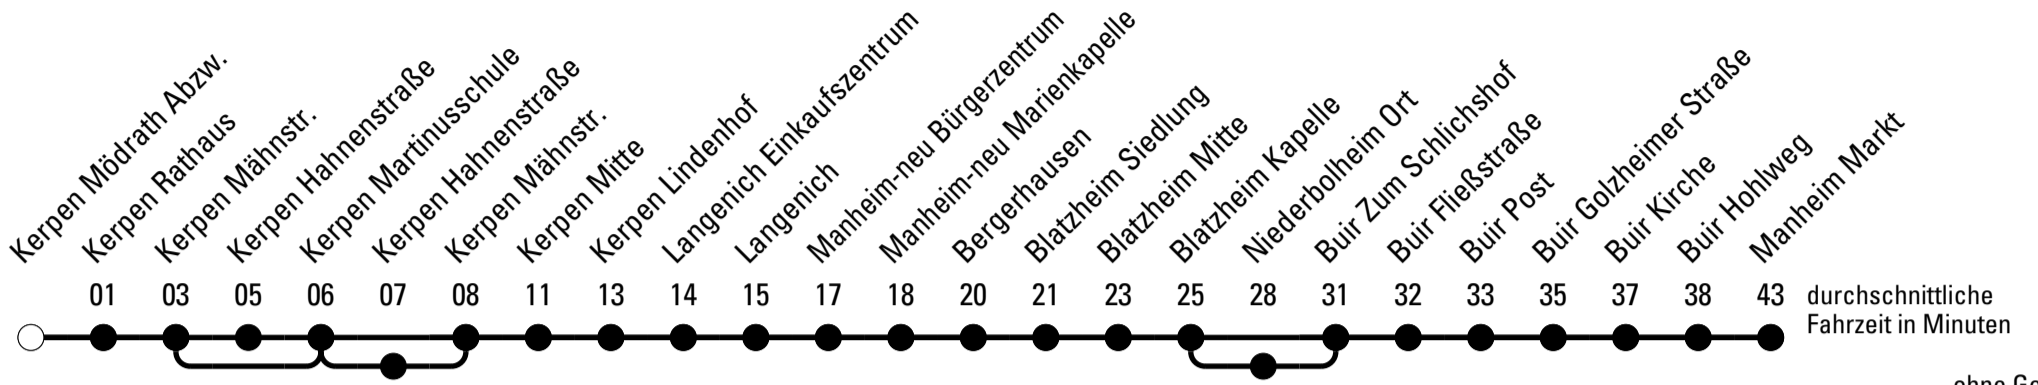 Kerpen Mödrath Abzw.
Kerpen Rathaus
Kerpen Mähnstr.
Kerpen Hahnenstraße
Kerpen Martinusschule
Kerpen Hahnenstraße
Kerpen Mähnstr.
Kerpen Mitte
Kerpen Lindenhof
Langenich Einkaufszentrum
Langenich
Manheim-neu Bürgerzentrum
Manheim-neu Marienkapelle
Bergerhausen
Blatzheim Siedlung
Blatzheim Mitte
Blatzheim Kapelle
Niederbolheim Ort
Buir Zum Schlichshof
Buir Fließstraße
Buir Post
Buir Golzheimer Straße
Buir Kirche
Buir Hohlweg
Manheim Markt
01 03 05 06 07 08 11 13 14 15 17 18 20 21 23 25 28 31 32 33 35 37 38 43
durchschnittliche
Fahrzeit in Minuten